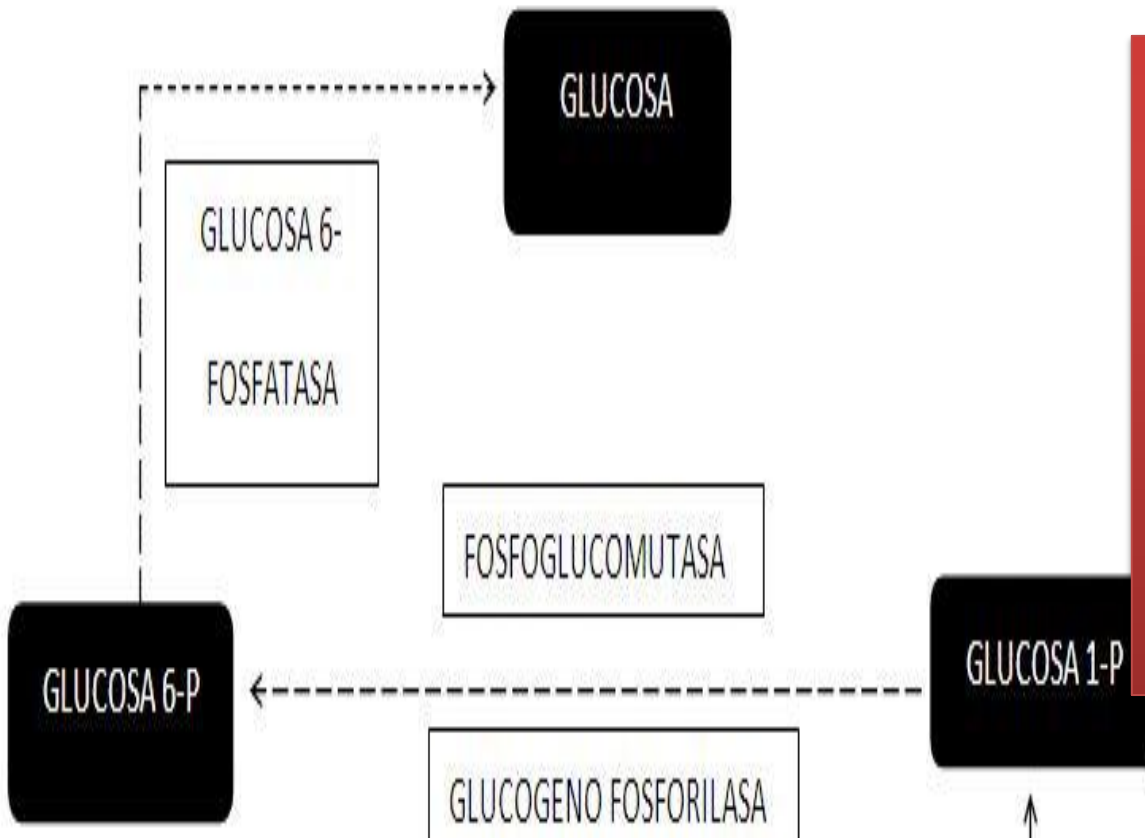 GLUCOSA
GLUCOSA 6-
FOSFATASA
FOSFOGLUCOMUTASA
GLUCOSA 6-P
GLUCOSA 1-P
GLUCOGENO FOSFORILASA